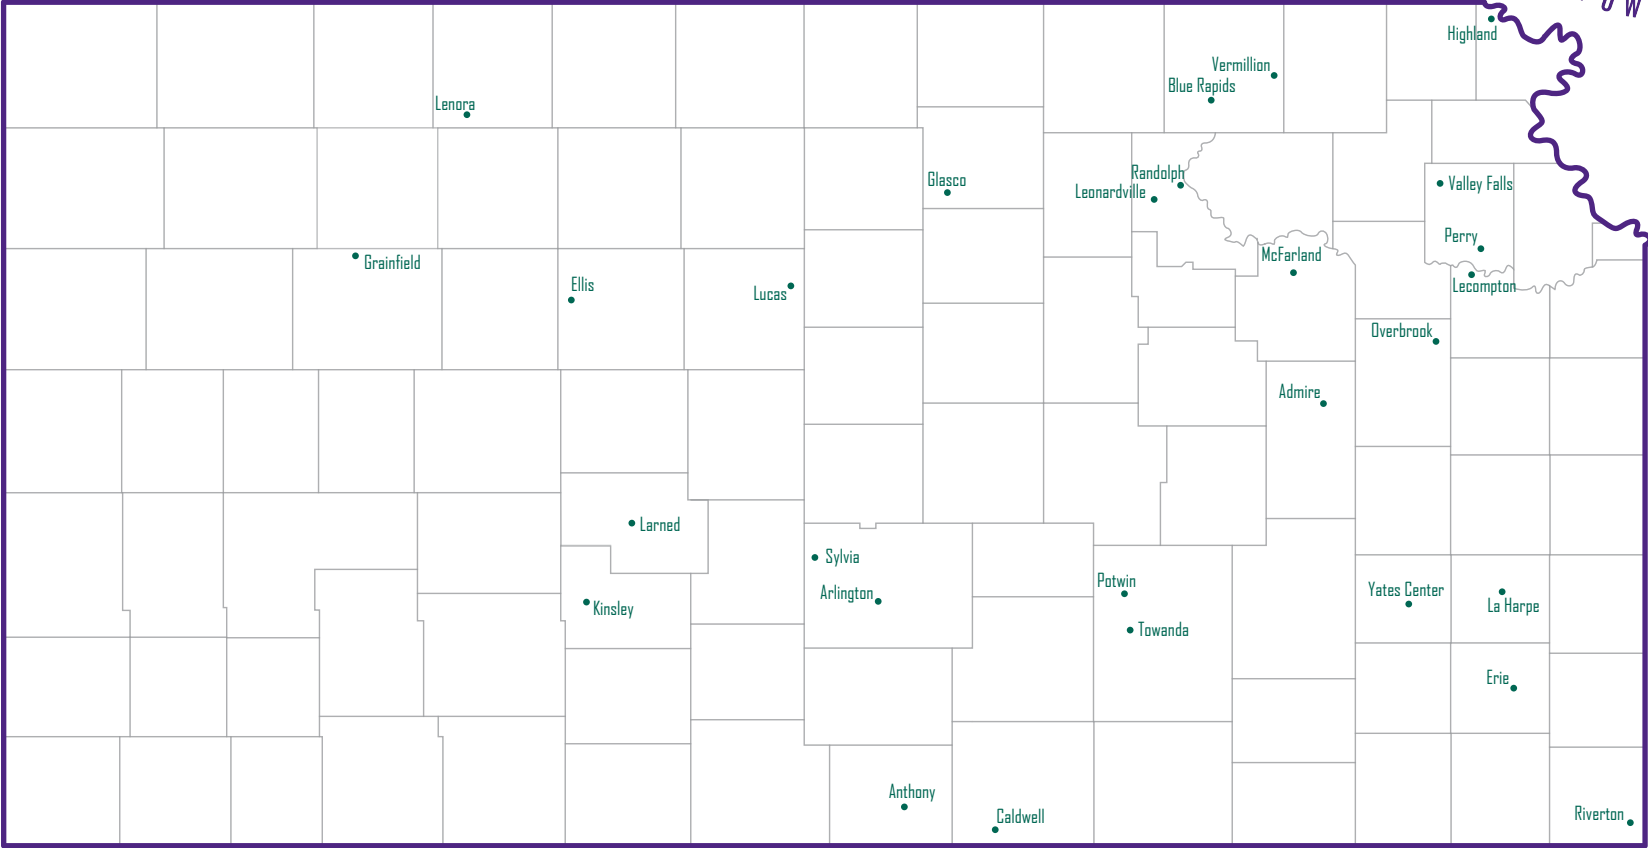 Highland
Vermillion
Blue Rapids
Lenora
Glasco
Randolph
Leonardville
Valley Falls
Perry
McFarland
Grainfield
Ellis
Lucas
Lecompton
Overbrook
Admire
Larned
Sylvia
Arlington
Kinsley
Potwin
Towanda
Yates Center
La Harpe
Erie
Anthony
Caldwell
Riverton